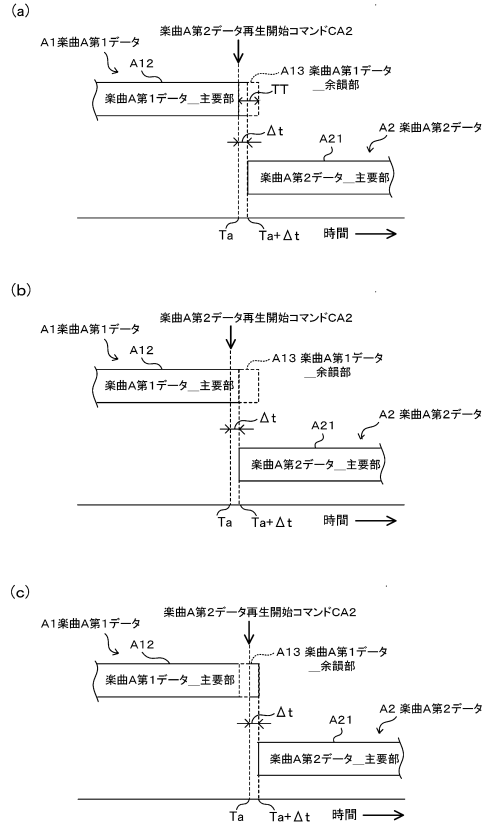 (a)
楽曲A第2データ再生開始コマンドCA2
A1楽曲A第1データ
A12
A13 楽曲A第1データ
__余韻部
楽曲A第1データ__主要部
TT
Δt
A21
A2 楽曲A第2データ
楽曲A第2データ__主要部
Ta
Ta+Δt
時間
(b)
楽曲A第2データ再生開始コマンドCA2
A1楽曲A第1データ
A12
A13 楽曲A第1データ
__余韻部
楽曲A第1データ__主要部
Δt
A21
A2 楽曲A第2データ
楽曲A第2データ__主要部
Ta
Ta+Δt
時間
(c)
楽曲A第2データ再生開始コマンドCA2
A1楽曲A第1データ
A12
A13 楽曲A第1データ
__余韻部
楽曲A第1データ__主要部
Δt
A21
A2 楽曲A第2データ
楽曲A第2データ__主要部
Ta
Ta+Δt
時間